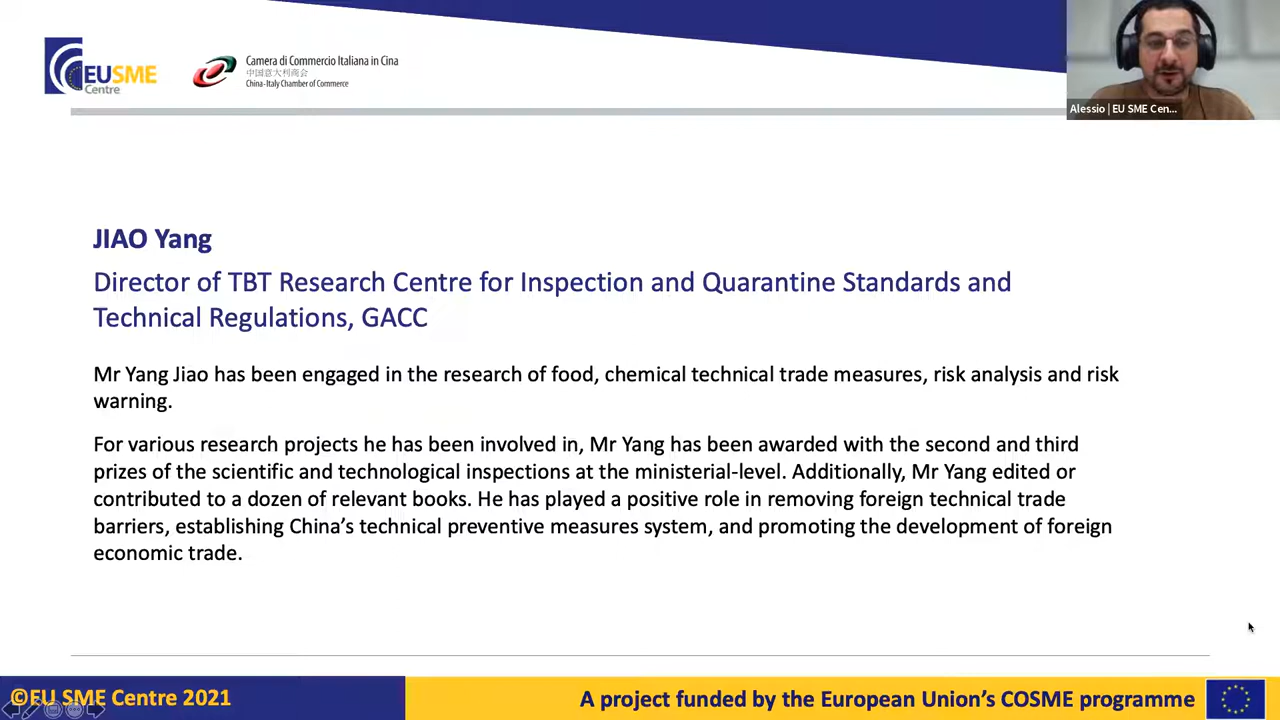 EUSME
Centre
Camera di Commercio Italiana in Cina
中国意大利商会
China-Italy Chamber of Commerce
Alessio | EU SME Cen...
JIAO Yang
Director of TBT Research Centre for Inspection and Quarantine Standards and
Technical Regulations, GACC
Mr Yang Jiao has been engaged in the research of food, chemical technical trade measures, risk analysis and risk
warning.
For various research projects he has been involved in, Mr Yang has been awarded with the second and third
prizes of the scientific and technological inspections at the ministerial-level. Additionally, Mr Yang edited or
contributed to a dozen of relevant books. He has played a positive role in removing foreign technical trade
barriers, establishing China’s technical preventive measures system, and promoting the development of foreign
economic trade.
©EU SME Centre 2021
A project funded by the European Union’s COSME programme